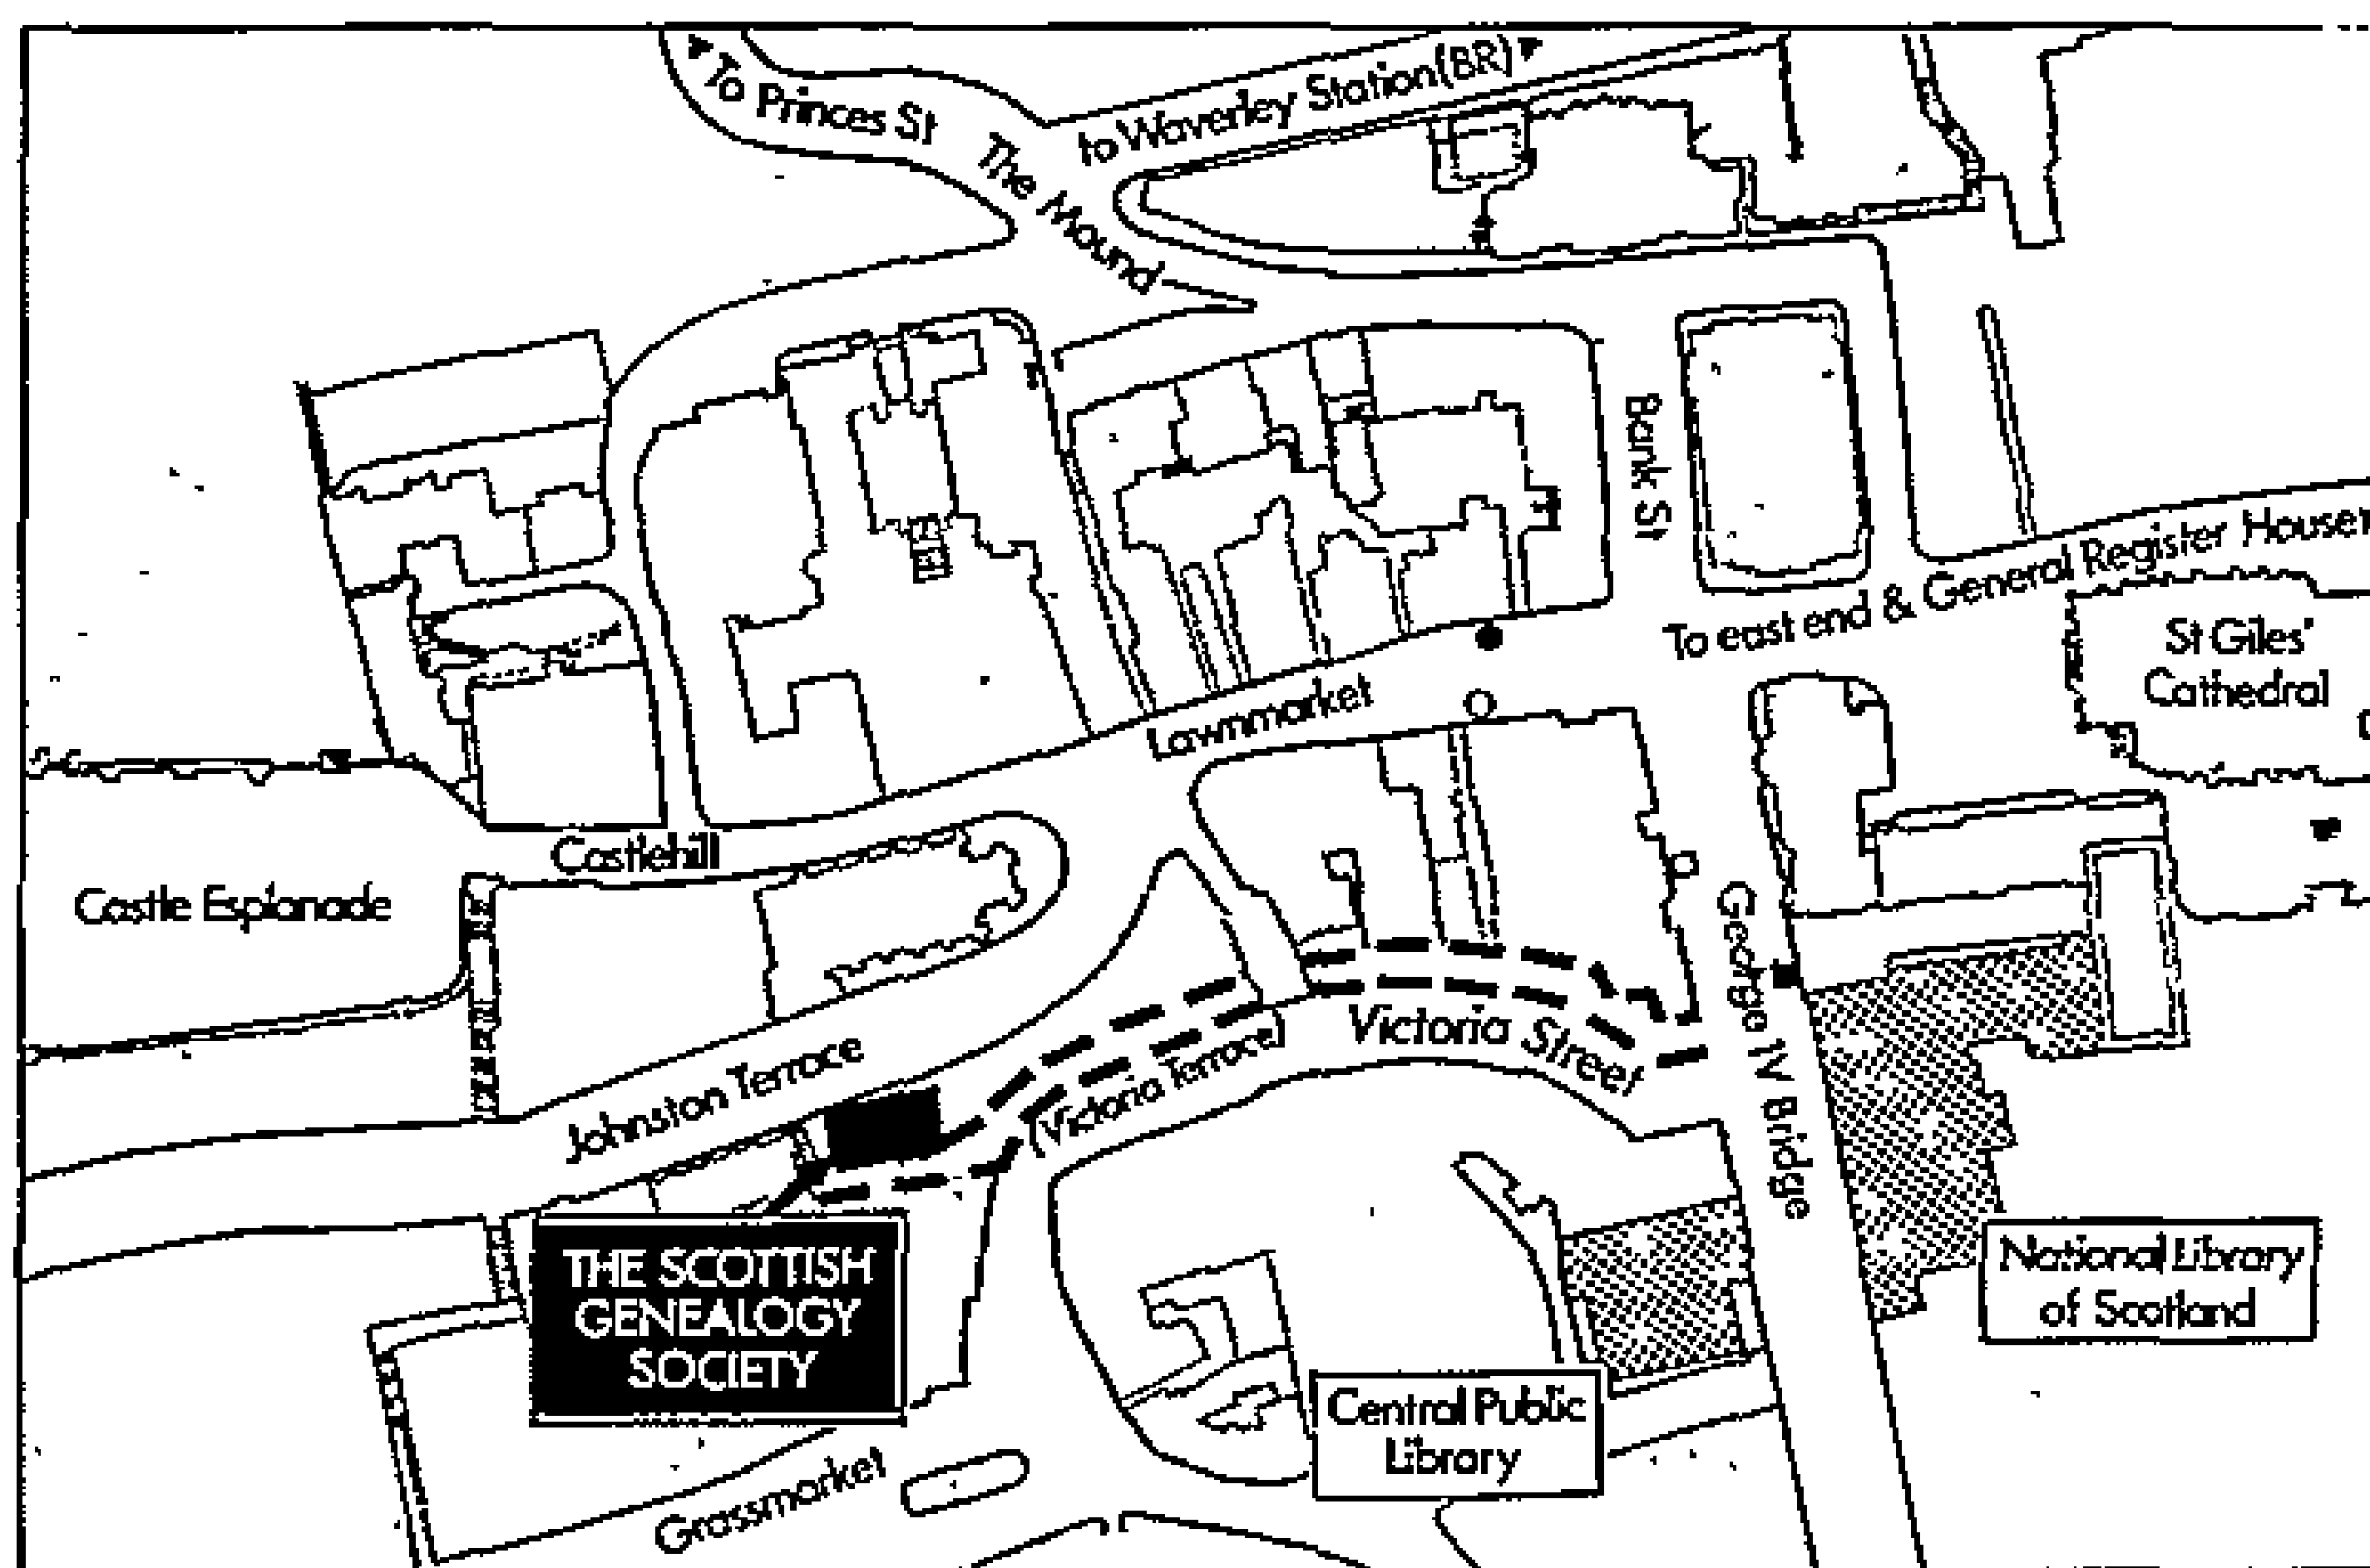 To Princes St
to Waverley Station (BR)
The Mound
Bank St
To east end & General Register House
St Giles'
Cathedral
Lawnmarket
Castlehill
Castle Esplanade
George IV Bridge
Victoria Street
(Victoria Terrace)
Johnston Terrace
THE SCOTTISH
GENEALOGY
SOCIETY
National Library
of Scotland
Central Public
Library
Grassmarket